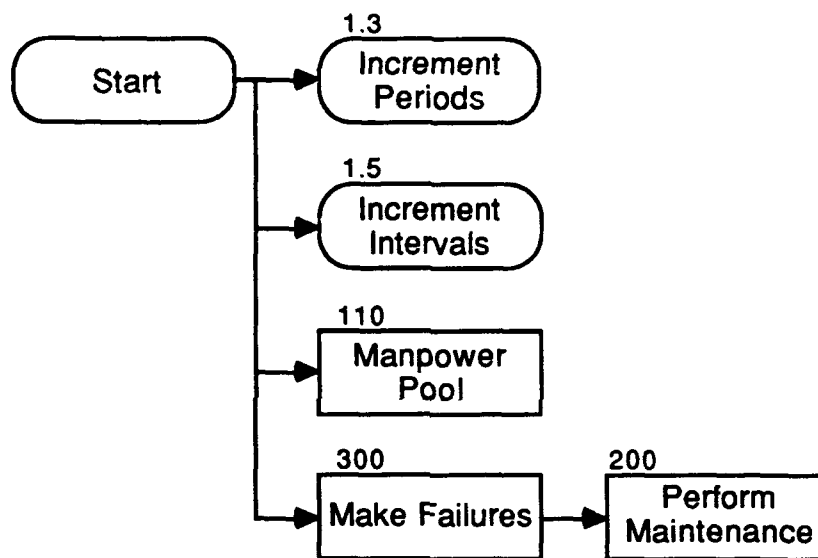 1.3
Start
Increment
Periods
1.5
Increment
Intervals
110
Manpower
Pool
300
Make Failures
200
Perform
Maintenance